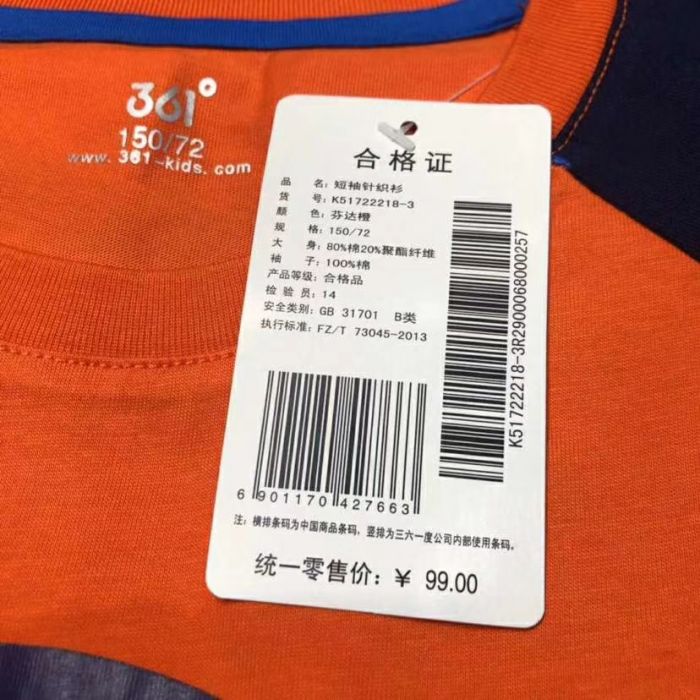 361°
150/72
www.361-kids.com
合格证
品 名：短袖针织衫
货 号：K51722218-3
颜 色：芬达橙
规 格：150/72
大 身：80%棉20%聚酯纤维
袖 子：100%棉
产品等级：合格品
检 验 员：14
安全类别：GB 31701 B类
执行标准：FZ/T 73045-2013
K51722218-3R2900068000257
6 901170 427663
注：横排条码为中国商品条码，竖排为三六一度公司内部使用条码。
统一零售价：¥ 99.00